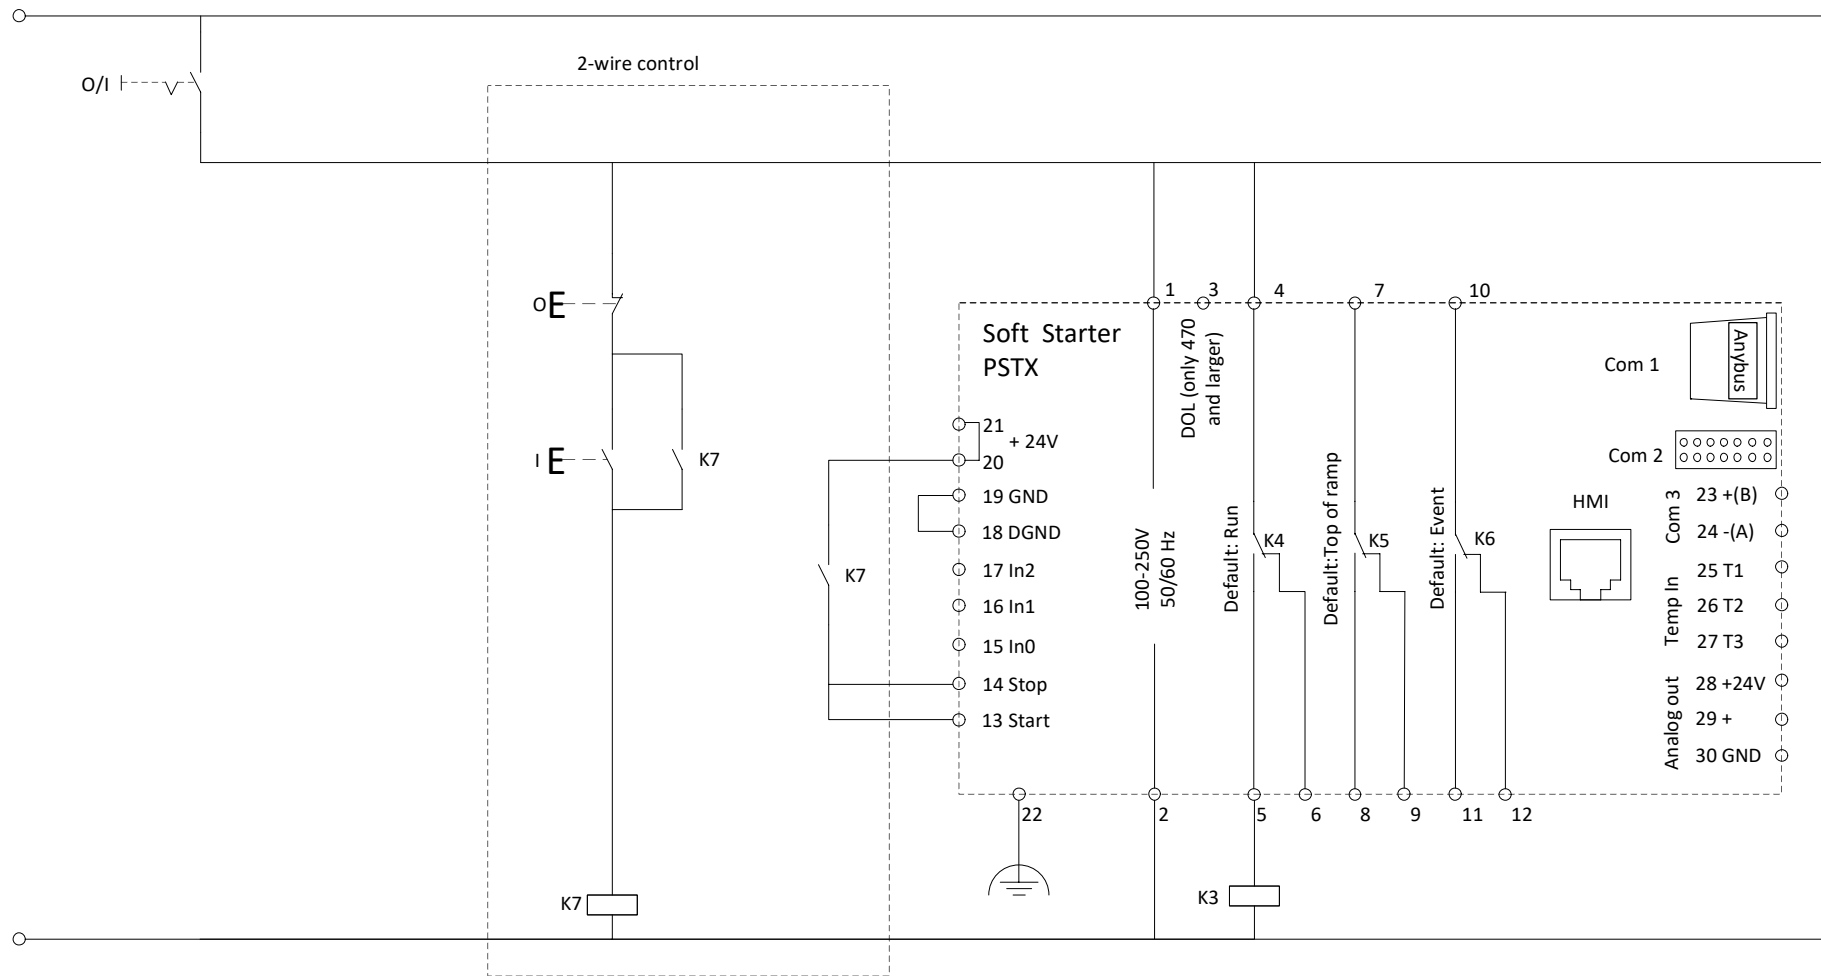 2-wire control
O/I
O E
I E
K7
K7
K7
Soft Starter
PSTX
21
+ 24V
20
19 GND
18 DGND
17 In2
16 In1
15 In0
14 Stop
13 Start
22
1
3
4
7
10
DOL (only 470
and larger)
100-250V
50/60 Hz
Default: Run
K4
Default:Top of ramp
K5
Default: Event
K6
2
5
6
8
9
11
12
K3
Com 1
Anybus
Com 2
HMI
Com 3
23 +(B)
24 -(A)
Temp In
25 T1
26 T2
27 T3
Analog out
28 +24V
29 +
30 GND